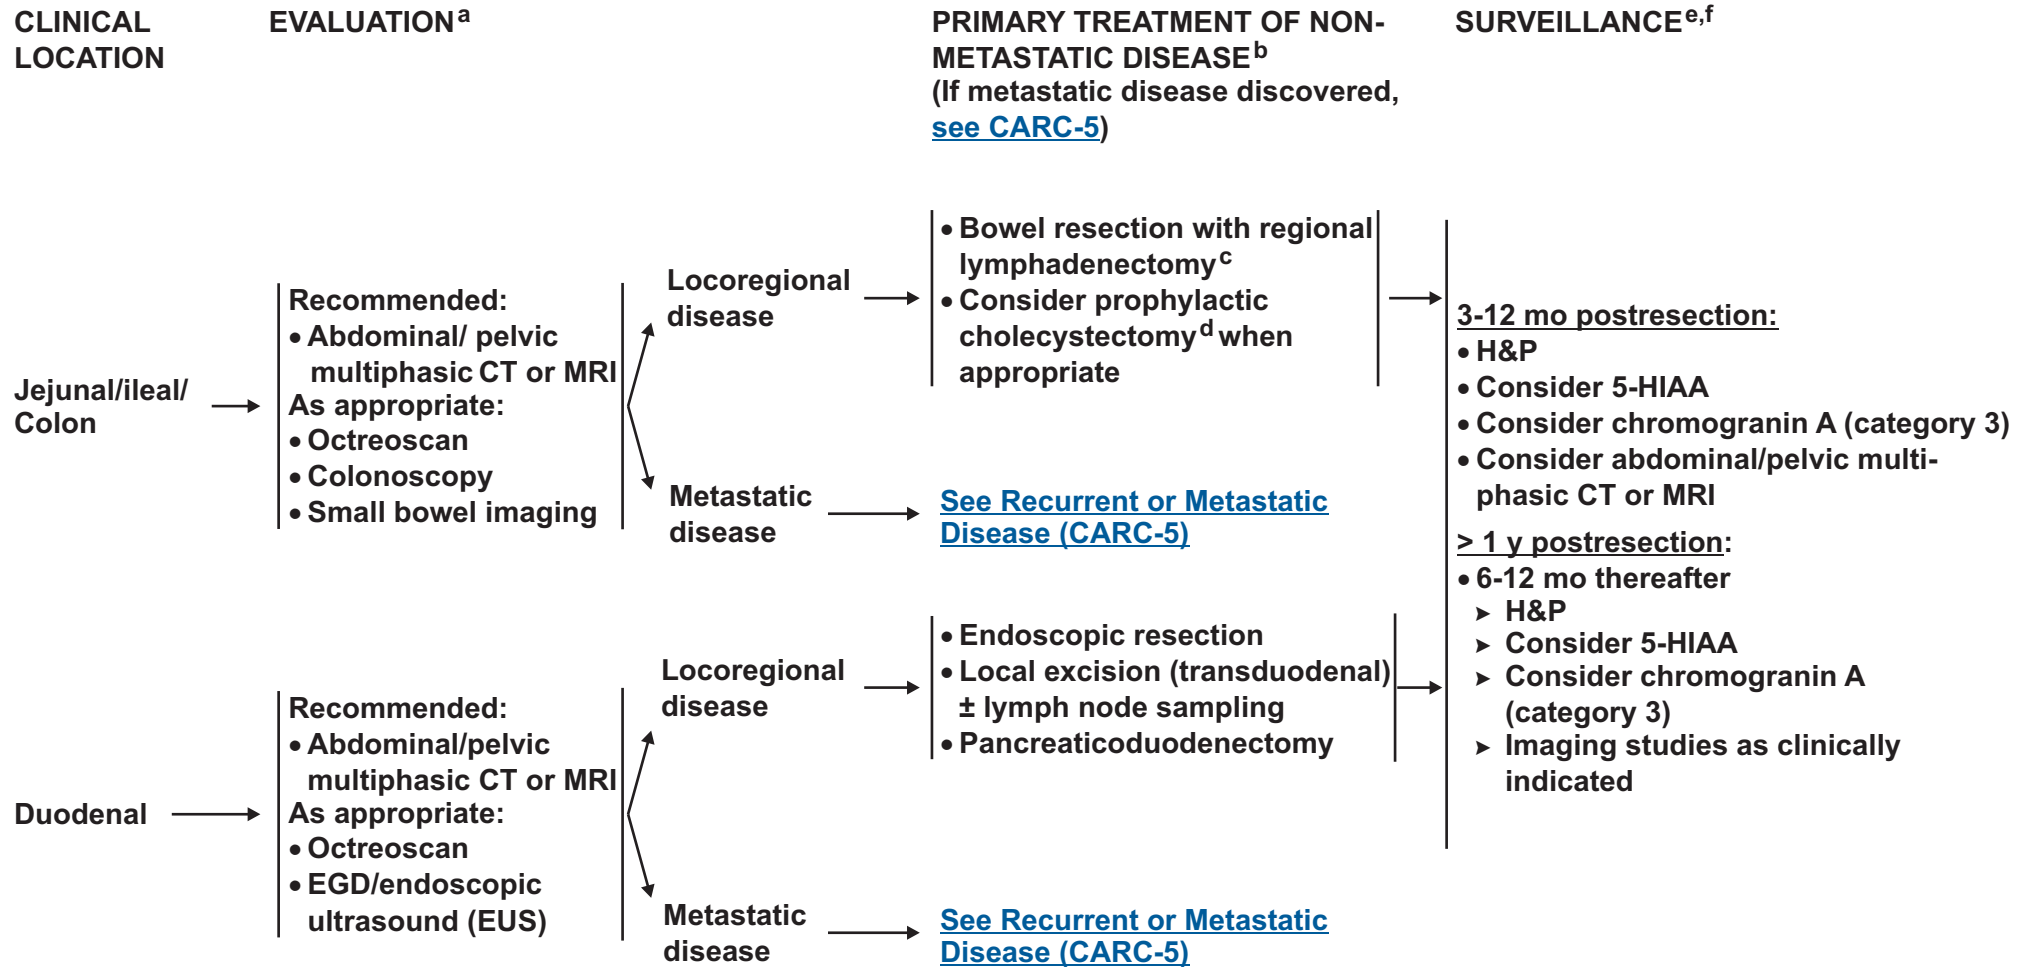 CLINICAL
LOCATION
EVALUATIONa
PRIMARY TREATMENT OF NON-
METASTATIC DISEASEb
(If metastatic disease discovered,
see CARC-5)
SURVEILLANCEe,f
Jejunal/ileal/
Colon
Recommended:
• Abdominal/ pelvic
multiphasic CT or MRI
As appropriate:
• Octreoscan
• Colonoscopy
• Small bowel imaging
Locoregional
disease
• Bowel resection with regional
lymphadenectomyc
• Consider prophylactic
cholecystectomyd when
appropriate
Metastatic
disease
See Recurrent or Metastatic
Disease (CARC-5)
Duodenal
Recommended:
• Abdominal/pelvic
multiphasic CT or MRI
As appropriate:
• Octreoscan
• EGD/endoscopic
ultrasound (EUS)
Locoregional
disease
• Endoscopic resection
• Local excision (transduodenal)
± lymph node sampling
• Pancreaticoduodenectomy
Metastatic
disease
See Recurrent or Metastatic
Disease (CARC-5)
3-12 mo postresection:
• H&P
• Consider 5-HIAA
• Consider chromogranin A (category 3)
• Consider abdominal/pelvic multi-
phasic CT or MRI
> 1 y postresection:
• 6-12 mo thereafter
➤ H&P
➤ Consider 5-HIAA
➤ Consider chromogranin A
(category 3)
➤ Imaging studies as clinically
indicated